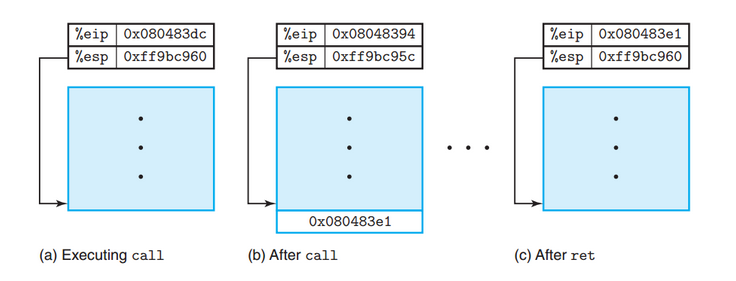 %eip 0x080483dc
%esp 0xff9bc960
(a) Executing call
%eip 0x08048394
%esp 0xff9bc95c
0x080483e1
(b) After call
%eip 0x080483e1
%esp 0xff9bc960
(c) After ret